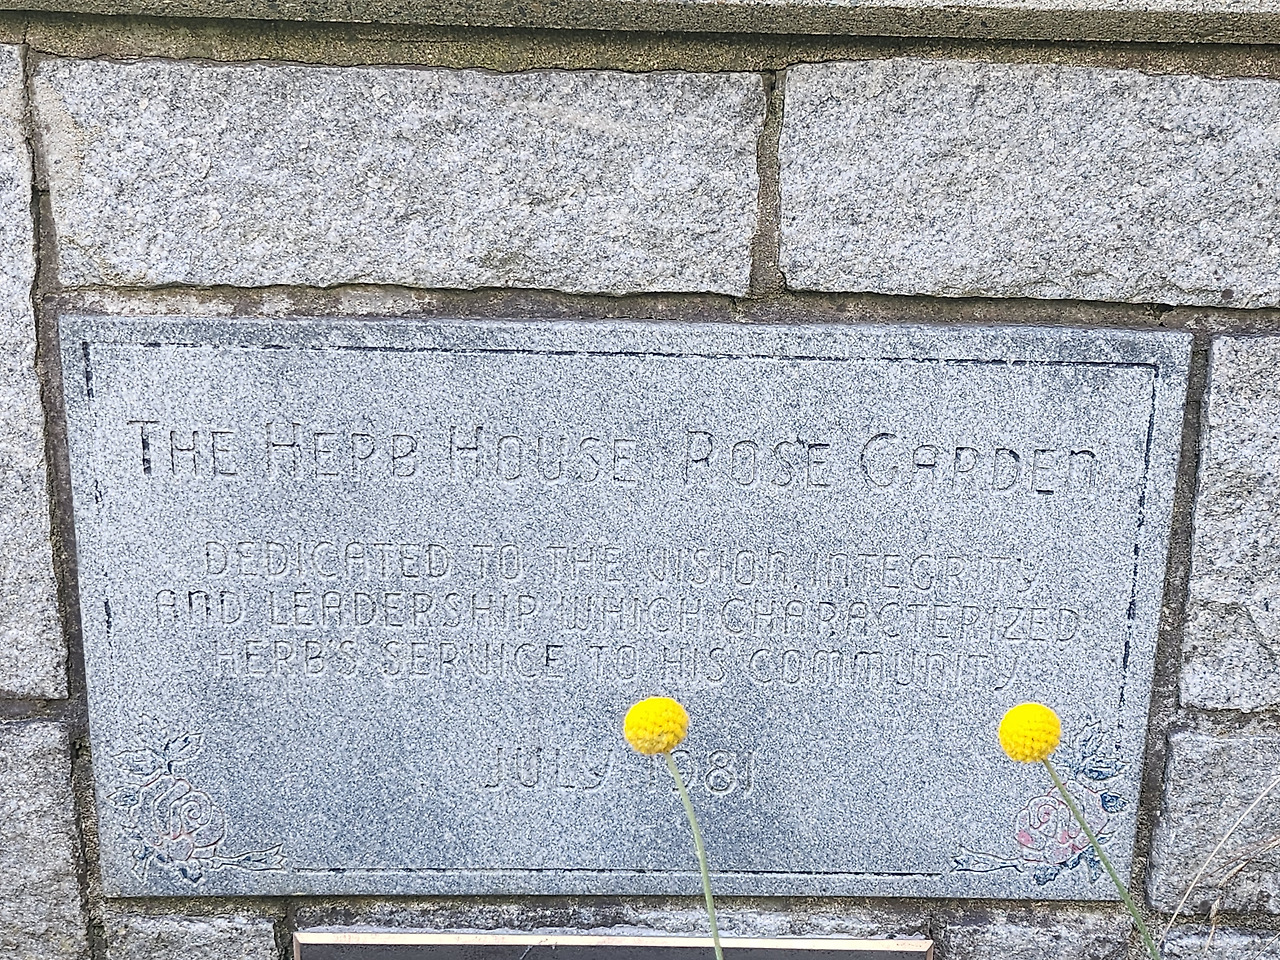 THE HERB HOUSE ROSE GARDEN
DEDICATED TO THE VISION, INTEGRITY
AND LEADERSHIP WHICH CHARACTERIZED
HERB'S SERVICE TO HIS COMMUNITY
JULY 1981